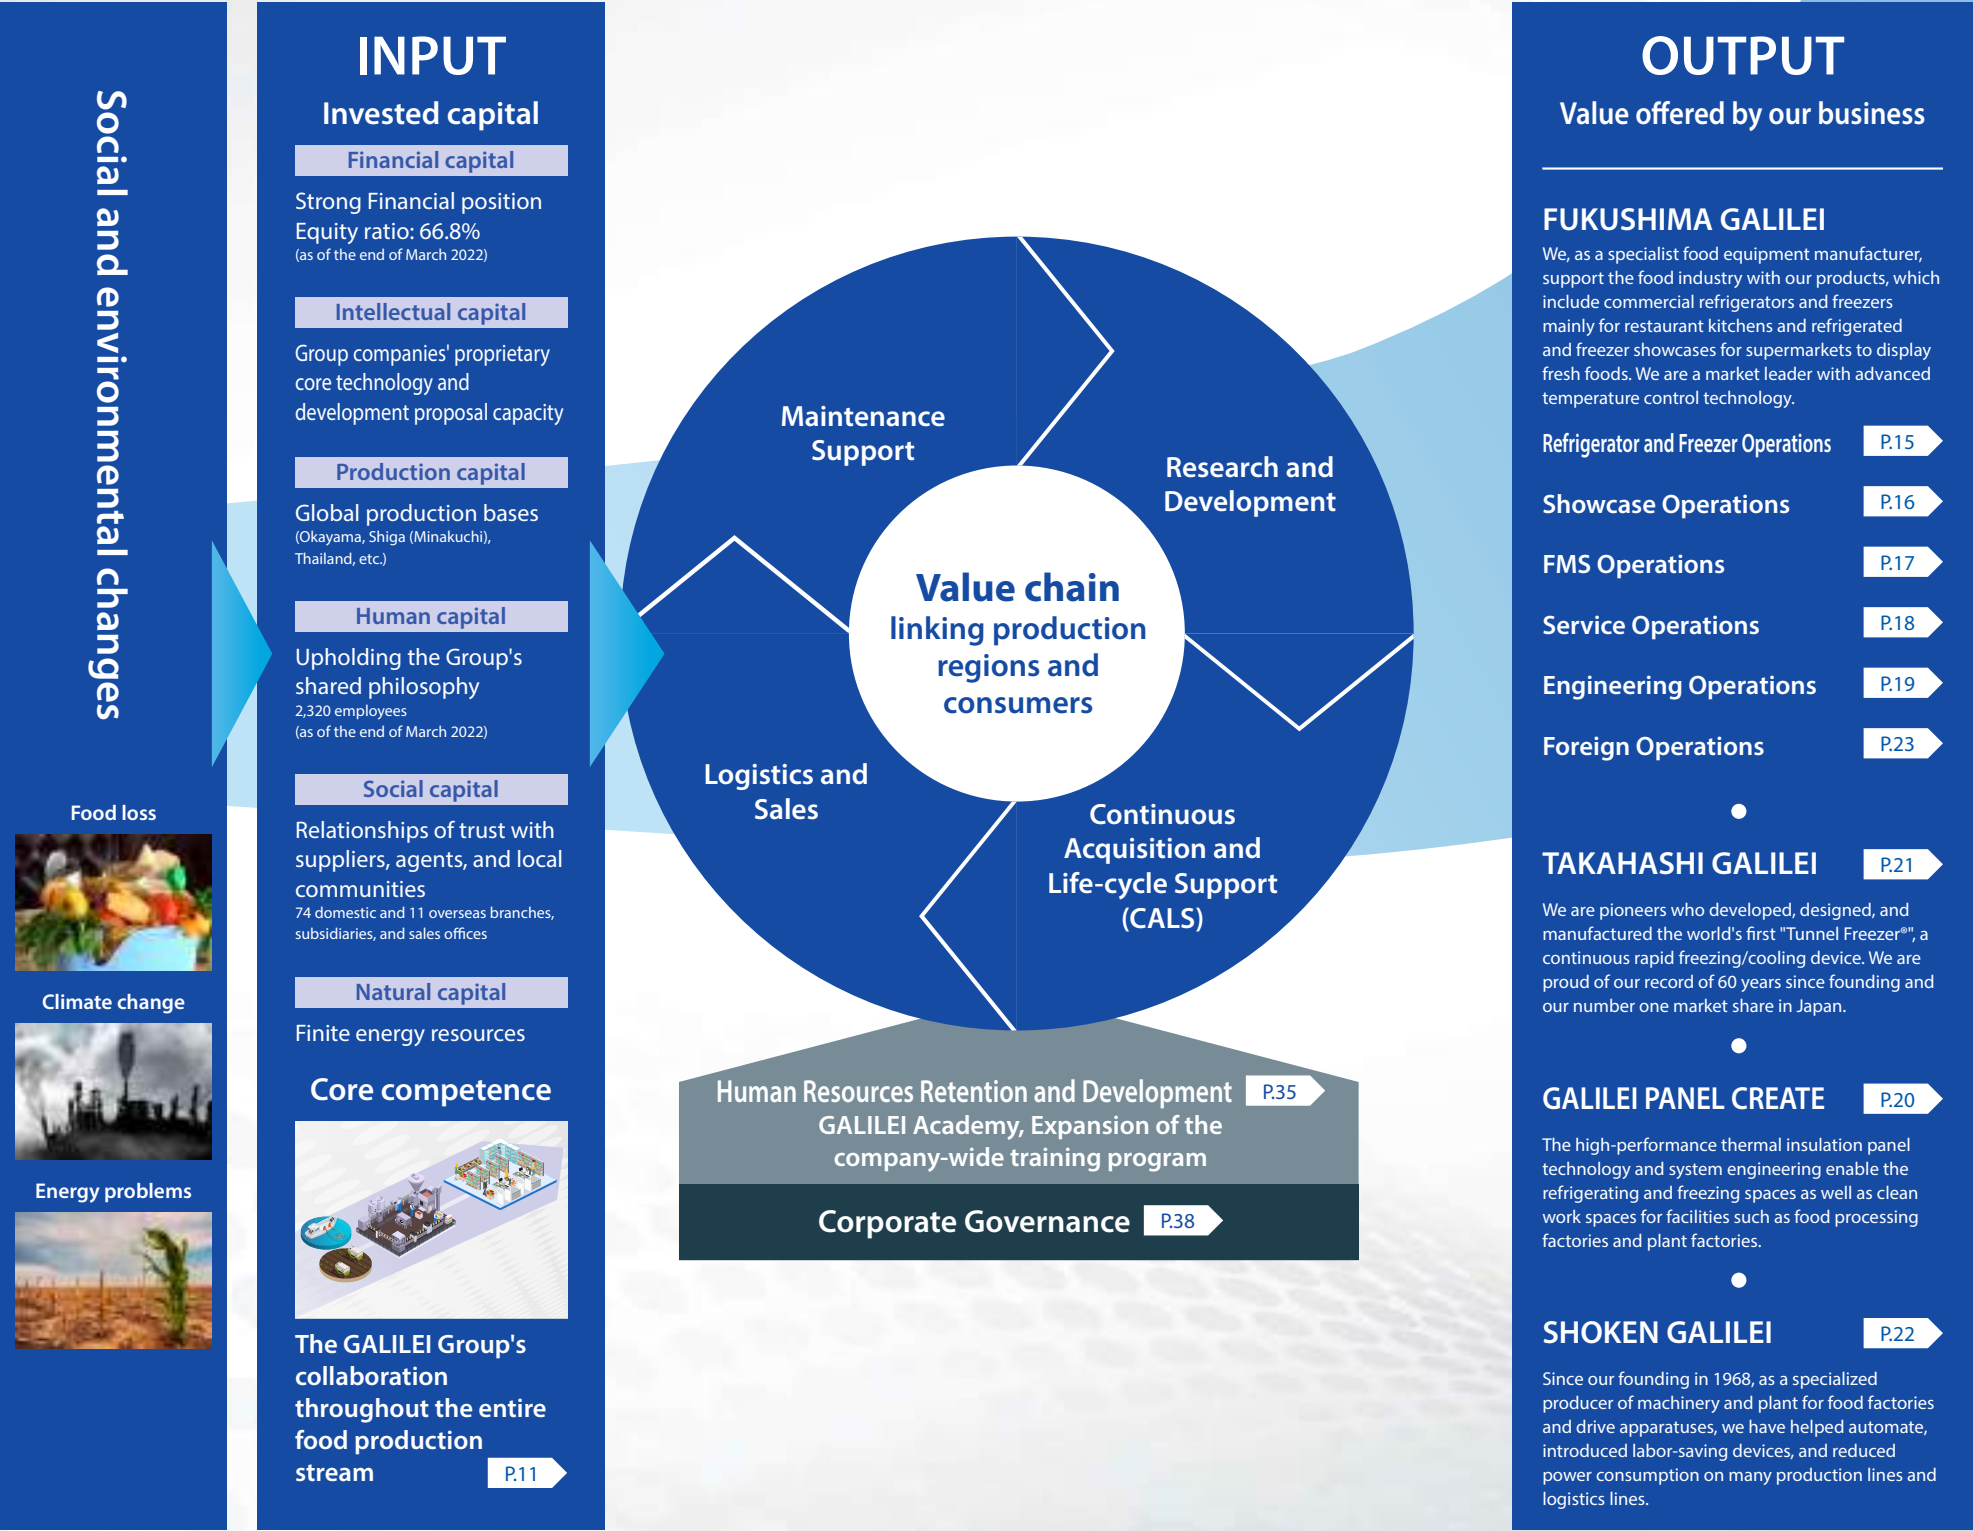 Social and environmental changes
Food loss
Climate change
Energy problems
INPUT
Invested capital
Financial capital
Strong Financial position
Equity ratio: 66.8%
(as of the end of March 2022)
Intellectual capital
Group companies' proprietary
core technology and
development proposal capacity
Production capital
Global production bases
(Okayama, Shiga (Minakuchi),
Thailand, etc.)
Human capital
Upholding the Group's
shared philosophy
2,320 employees
(as of the end of March 2022)
Social capital
Relationships of trust with
suppliers, agents, and local
communities
74 domestic and 11 overseas branches,
subsidiaries, and sales offices
Natural capital
Finite energy resources
Core competence
The GALILEI Group's
collaboration
throughout the entire
food production
stream P.11
Maintenance
Support
Research and
Development
Value chain
linking production
regions and
consumers
Logistics and
Sales
Continuous
Acquisition and
Life-cycle Support
(CALS)
Human Resources Retention and Development P.35
GALILEI Academy, Expansion of the
company-wide training program
Corporate Governance P.38
OUTPUT
Value offered by our business
FUKUSHIMA GALILEI
We, as a specialist food equipment manufacturer,
support the food industry with our products, which
include commercial refrigerators and freezers
mainly for restaurant kitchens and refrigerated
and freezer showcases for supermarkets to display
fresh foods. We are a market leader with advanced
temperature control technology.
Refrigerator and Freezer Operations P.15
Showcase Operations P.16
FMS Operations P.17
Service Operations P.18
Engineering Operations P.19
Foreign Operations P.23
TAKAHASHI GALILEI P.21
We are pioneers who developed, designed, and
manufactured the world's first "Tunnel Freezer®", a
continuous rapid freezing/cooling device. We are
proud of our record of 60 years since founding and
our number one market share in Japan.
GALILEI PANEL CREATE P.20
The high-performance thermal insulation panel
technology and system engineering enable the
refrigerating and freezing spaces as well as clean
work spaces for facilities such as food processing
factories and plant factories.
SHOKEN GALILEI P.22
Since our founding in 1968, as a specialized
producer of machinery and plant for food factories
and drive apparatuses, we have helped automate,
introduced labor-saving devices, and reduced
power consumption on many production lines and
logistics lines.